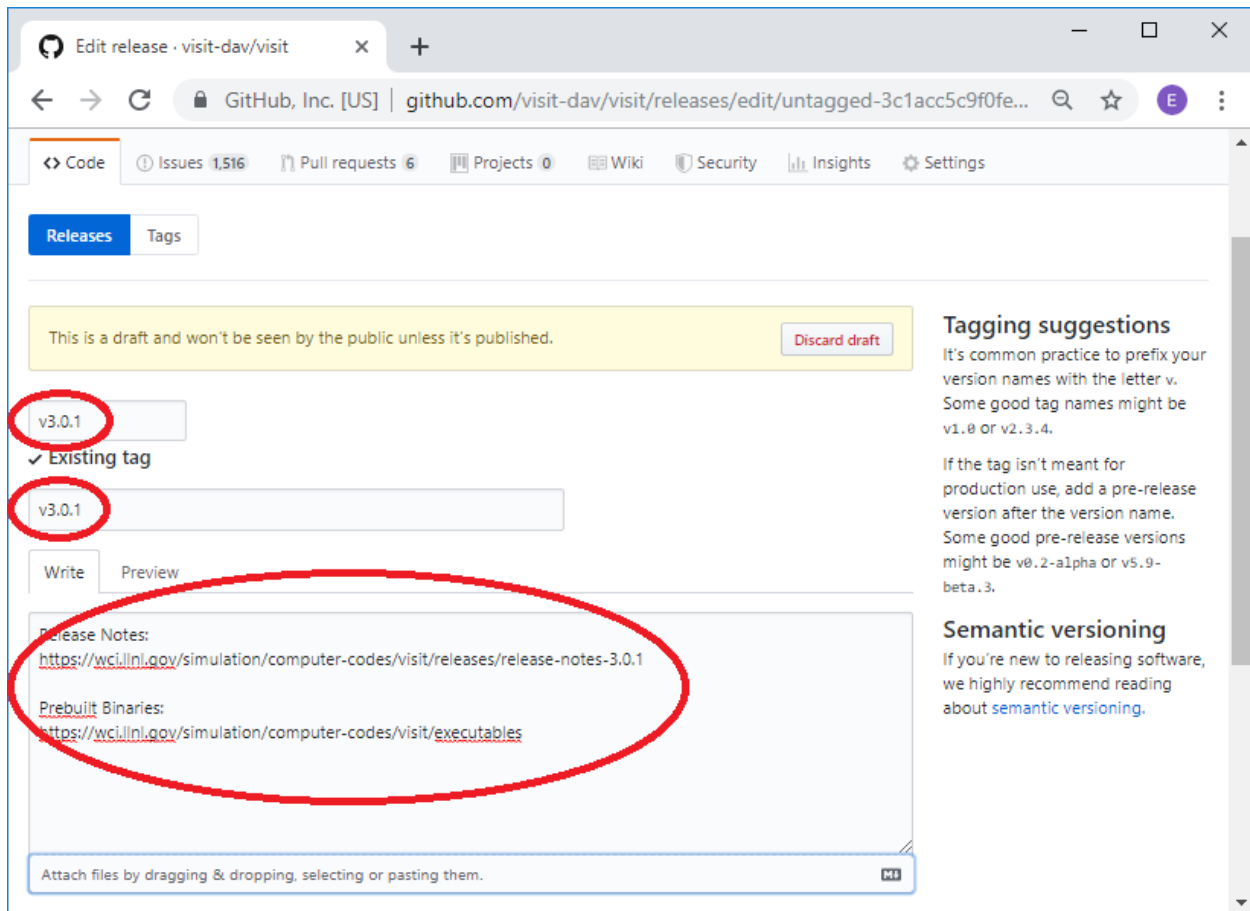 Edit release · visit-dav/visit
GitHub, Inc. [US] | github.com/visit-dav/visit/releases/edit/untagged-3c1acc5c9f0fe...
E
<> Code
Issues 1,516
Pull requests 6
Projects 0
Wiki
Security
Insights
Settings
Releases
Tags
This is a draft and won't be seen by the public unless it's published.
Discard draft
v3.0.1
Existing tag
v3.0.1
Write
Preview
Release Notes:
https://wci.llnl.gov/simulation/computer-codes/visit/releases/release-notes-3.0.1
Prebuilt Binaries:
https://wci.llnl.gov/simulation/computer-codes/visit/executables
Attach files by dragging & dropping, selecting or pasting them.
Tagging suggestions
It's common practice to prefix your
version names with the letter v.
Some good tag names might be
v1.0 or v2.3.4.
If the tag isn't meant for
production use, add a pre-release
version after the version name.
Some good pre-release versions
might be v0.2-alpha or v5.9-
beta.3.
Semantic versioning
If you're new to releasing software,
we highly recommend reading
about semantic versioning.